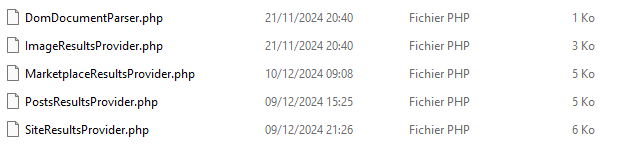 DomDocumentParser.php 21/11/2024 20:40 Fichier PHP 1 Ko
ImageResultsProvider.php 21/11/2024 20:40 Fichier PHP 3 Ko
MarketplaceResultsProvider.php 10/12/2024 09:08 Fichier PHP 5 Ko
PostsResultsProvider.php 09/12/2024 15:25 Fichier PHP 5 Ko
SiteResultsProvider.php 09/12/2024 21:26 Fichier PHP 6 Ko